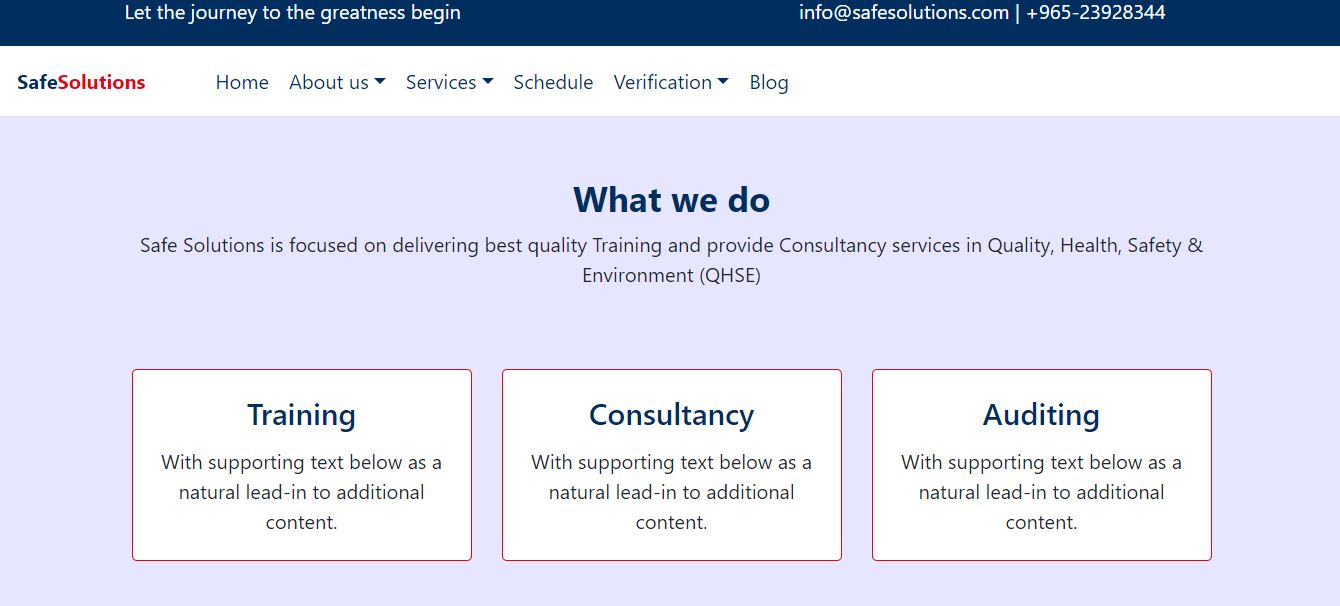 Let the journey to the greatness begin
info@safesolutions.com | +965-23928344
SafeSolutions
Home About us Services Schedule Verification Blog
What we do
Safe Solutions is focused on delivering best quality Training and provide Consultancy services in Quality, Health, Safety &
Environment (QHSE)
Training
With supporting text below as a
natural lead-in to additional
content.
Consultancy
With supporting text below as a
natural lead-in to additional
content.
Auditing
With supporting text below as a
natural lead-in to additional
content.